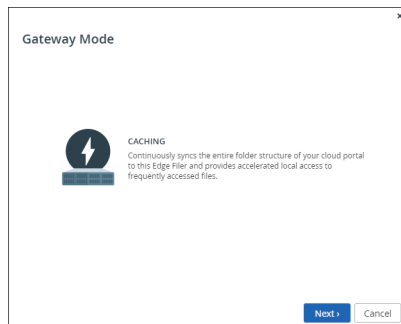 Gateway Mode
CACHING
Continuously syncs the entire folder structure of your cloud portal
to this Edge Filer and provides accelerated local access to
frequently accessed files.
Next ›
Cancel